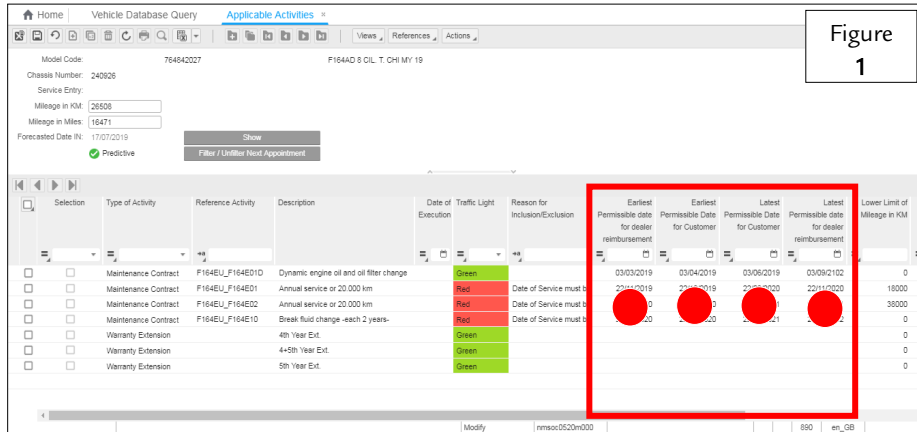 Home Vehicle Database Query Applicable Activities
Views References Actions
Figure
1
Model Code: 764842027 F164AD 8 CIL. T. CHI MY 19
Chassis Number: 240926
Service Entry:
Mileage in KM: 26508
Mileage in Miles: 16471
Forecasted Date IN: 17/07/2019 Show
Predictive Filter / Unfilter Next Appointment
Selection Type of Activity Reference Activity Description Date of Execution Traffic Light Reason for Inclusion/Exclusion Earliest Permissible Date for dealer reimbursement Earliest Permissible Date for Customer Latest Permissible Date for Customer Latest Permissible date for dealer reimbursement Lower Limit of Mileage in KM
Maintenance Contract F164EU_F164E01D Dynamic engine oil and oil filter change Green 03/03/2019 03/04/2019 03/06/2019 03/09/2102 0
Maintenance Contract F164EU_F164E01 Annual service or 20.000 km Red Date of Service must b 22/11/2020 18000
Maintenance Contract F164EU_F164E02 Annual service or 20.000 km Red Date of Service must b 38000
Maintenance Contract F164EU_F164E10 Break fluid change -each 2 years- Red Date of Service must b 0
Warranty Extension 4th Year Ext. Green 0
Warranty Extension 4+5th Year Ext. Green 0
Warranty Extension 5th Year Ext. Green 0
Modify nmsoc0520m000 890 en_GB